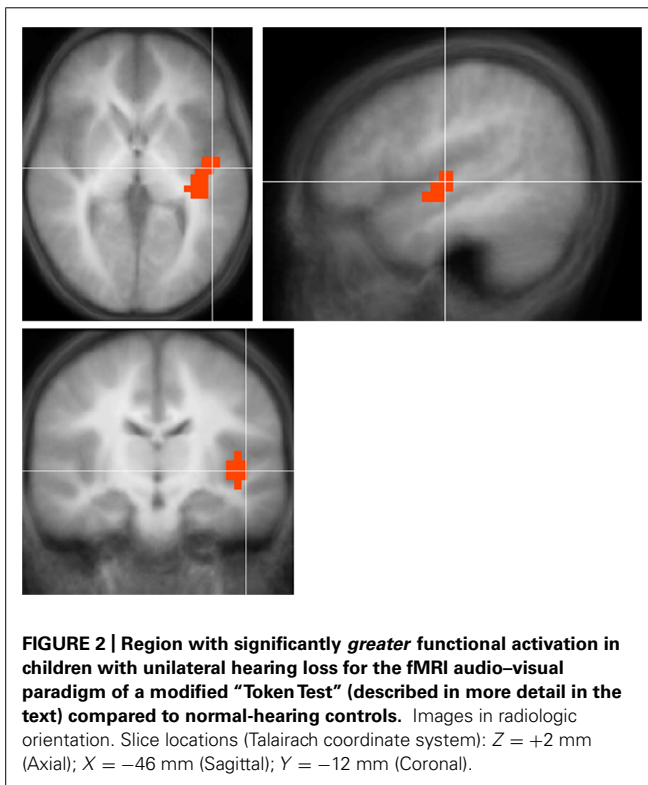 FIGURE 2 | Region with significantly greater functional activation in
children with unilateral hearing loss for the fMRI audio–visual
paradigm of a modified “Token Test” (described in more detail in the
text) compared to normal-hearing controls. Images in radiologic
orientation. Slice locations (Talairach coordinate system): Z = +2 mm
(Axial); X = −46 mm (Sagittal); Y = −12 mm (Coronal).